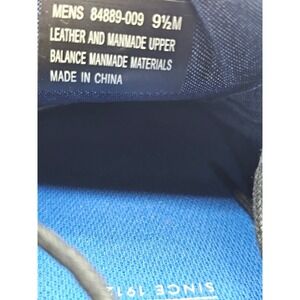 MENS 84889-009 9½M
LEATHER AND MANMADE UPPER
BALANCE MANMADE MATERIALS
MADE IN CHINA
SINCE 1912